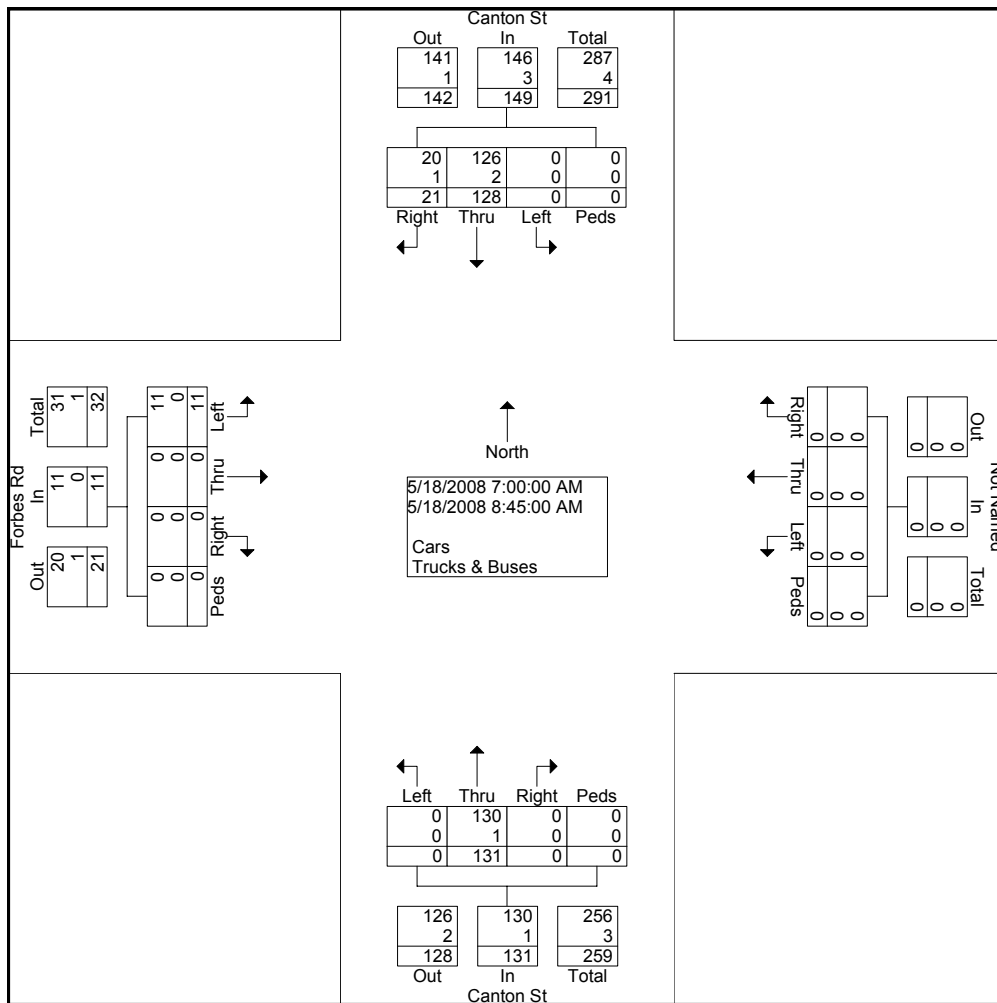 Canton St
Out In Total
141 146 287
1 3 4
142 149 291
20 126 0 0
1 2 0 0
21 128 0 0
Right Thru Left Peds
Forbes Rd
Total In Out
31 11 20
1 0 1
32 11 21
11 0 0 0
0 0 0 0
11 0 0 0
Left Thru Right Peds
North
5/18/2008 7:00:00 AM
5/18/2008 8:45:00 AM
Cars
Trucks & Buses
Right Thru Left Peds
0 0 0 0
0 0 0 0
0 0 0 0
Out In Total
0 0 0
0 0 0
0 0 0
Not Named
Left Thru Right Peds
0 130 0 0
0 1 0 0
0 131 0 0
126 130 256
2 1 3
128 131 259
Out In Total
Canton St